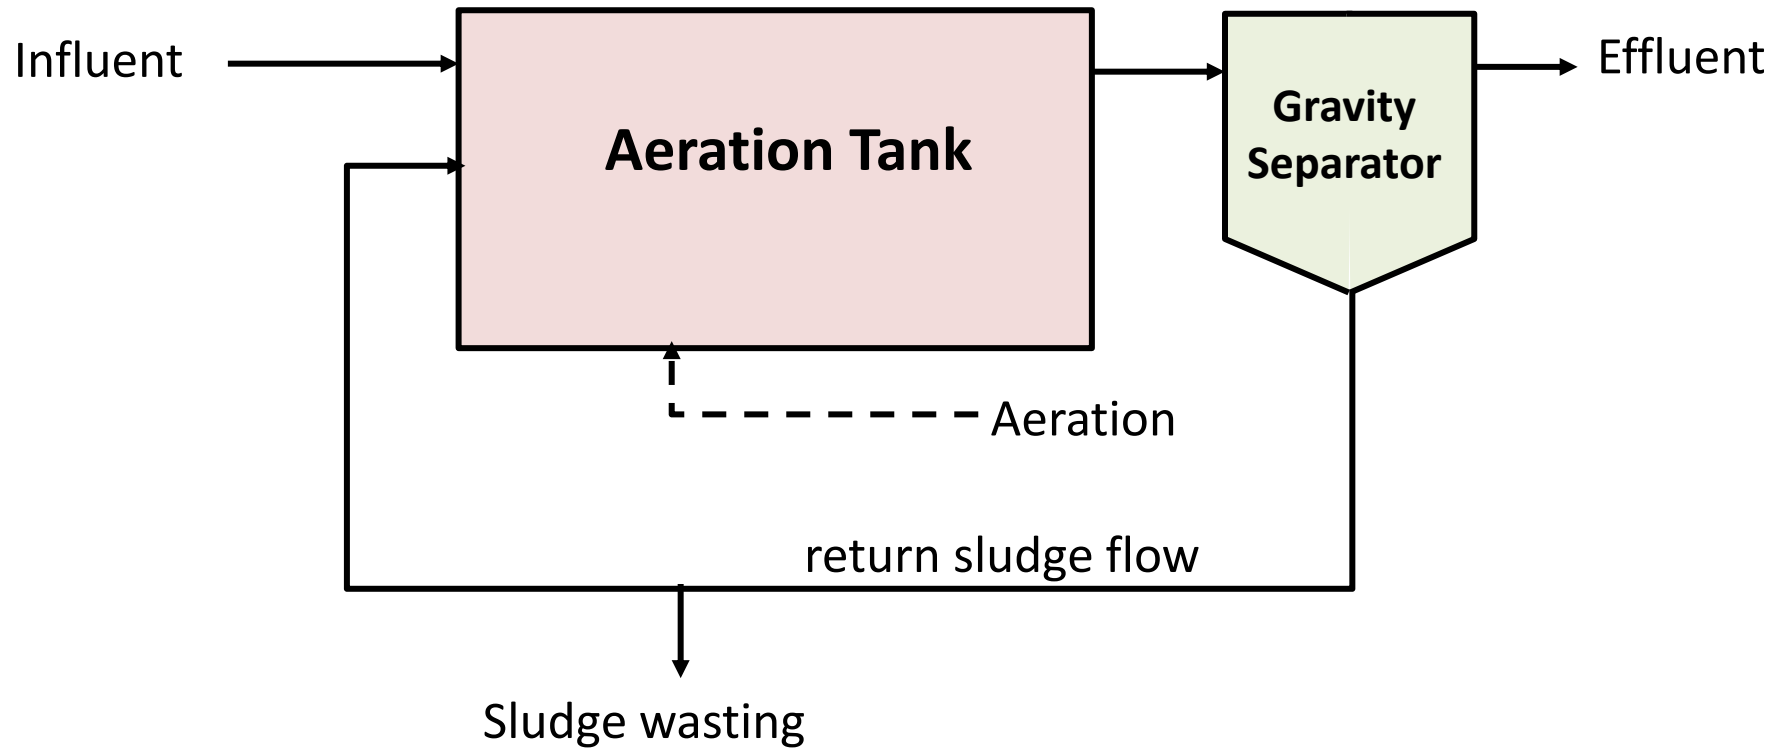 Influent
Aeration Tank
Gravity
Separator
Effluent
Aeration
return sludge flow
Sludge wasting